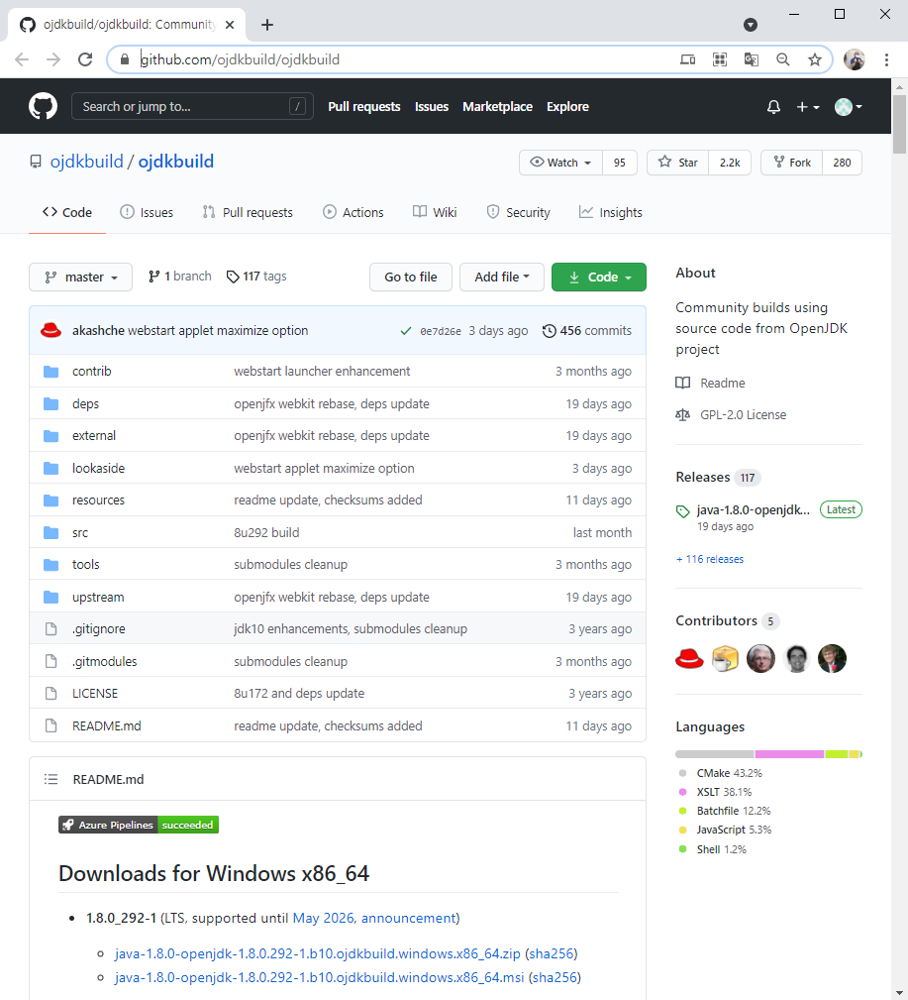 ojdkbuild/ojdkbuild: Community
github.com/ojdkbuild/ojdkbuild
Search or jump to... / Pull requests Issues Marketplace Explore
ojdkbuild / ojdkbuild Watch 95 Star 2.2k Fork 280
Code Issues Pull requests Actions Wiki Security Insights
master 1 branch 117 tags Go to file Add file Code
akashche webstart applet maximize option 0e7d26e 3 days ago 456 commits
contrib webstart launcher enhancement 3 months ago
deps openjfx webkit rebase, deps update 19 days ago
external openjfx webkit rebase, deps update 19 days ago
lookaside webstart applet maximize option 3 days ago
resources readme update, checksums added 11 days ago
src 8u292 build last month
tools submodules cleanup 3 months ago
upstream openjfx webkit rebase, deps update 19 days ago
.gitignore jdk10 enhancements, submodules cleanup 3 years ago
.gitmodules submodules cleanup 3 months ago
LICENSE 8u172 and deps update 3 years ago
README.md readme update, checksums added 11 days ago
README.md
Azure Pipelines succeeded
Downloads for Windows x86_64
1.8.0_292-1 (LTS, supported until May 2026, announcement)
java-1.8.0-openjdk-1.8.0.292-1.b10.ojdkbuild.windows.x86_64.zip (sha256)
java-1.8.0-openjdk-1.8.0.292-1.b10.ojdkbuild.windows.x86_64.msi (sha256)
About
Community builds using
source code from OpenJDK
project
Readme
GPL-2.0 License
Releases 117
java-1.8.0-openjdk... Latest
19 days ago
+ 116 releases
Contributors 5
Languages
CMake 43.2%
XSLT 38.1%
Batchfile 12.2%
JavaScript 5.3%
Shell 1.2%